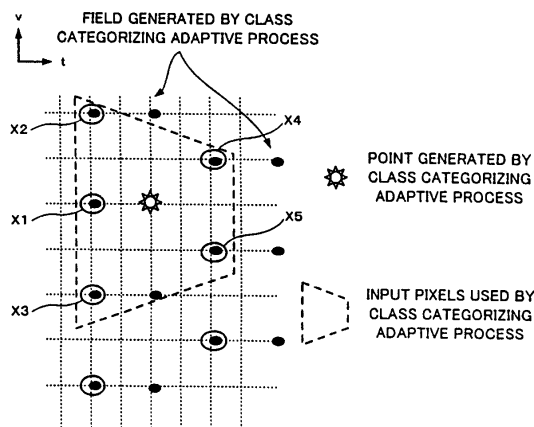 v
t
FIELD GENERATED BY CLASS
CATEGORIZING ADAPTIVE PROCESS
X2
X4
X1
POINT GENERATED BY
CLASS CATEGORIZING
ADAPTIVE PROCESS
X5
X3
INPUT PIXELS USED BY
CLASS CATEGORIZING
ADAPTIVE PROCESS